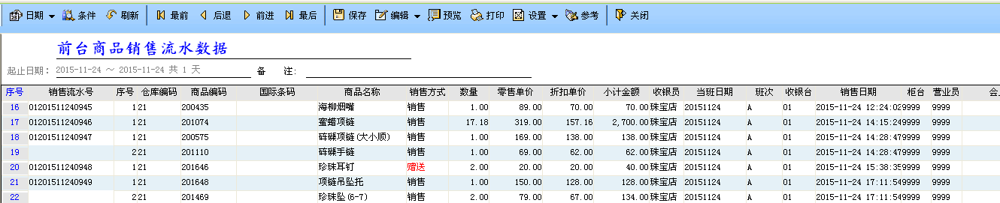 日期 条件 刷新 最前 后退 前进 最后 保存 编辑 预览 打印 设置 参考 关闭
前台商品销售流水数据
起止日期: 2015-11-24 ～ 2015-11-24 共 1 天 备 注:
序号 销售流水号 序号 仓库编码 商品编码 国际条码 商品名称 销售方式 数量 零售单价 折扣单价 小计金额 收银员 当班日期 班次 收银台 销售日期 柜台 营业员 会
16 01201511240945 1 21 200435 海柳烟嘴 销售 1.00 89.00 70.00 70.00 珠宝店 20151124 A 01 2015-11-24 12:24:02 9999 9999
17 01201511240946 1 21 201074 蜜蜡项链 销售 17.18 319.00 157.16 2,700.00 珠宝店 20151124 A 01 2015-11-24 14:15:24 9999 9999
18 01201511240947 1 21 200575 砗磲项链(大小顺) 销售 1.00 169.00 138.00 138.00 珠宝店 20151124 A 01 2015-11-24 14:28:47 9999 9999
19 2 21 201110 砗磲手链 销售 1.00 69.00 62.00 62.00 珠宝店 20151124 A 01 2015-11-24 14:28:47 9999 9999
20 01201511240948 1 21 201646 珍珠耳钉 赠送 2.00 20.00 20.00 40.00 珠宝店 20151124 A 01 2015-11-24 15:38:35 9999 9999
21 01201511240949 1 21 201648 项链吊坠托 销售 1.00 150.00 128.00 128.00 珠宝店 20151124 A 01 2015-11-24 17:11:54 9999 9999
22 2 21 201469 珍珠坠(6-7) 销售 2.00 79.00 67.00 134.00 珠宝店 20151124 A 01 2015-11-24 17:11:54 9999 9999